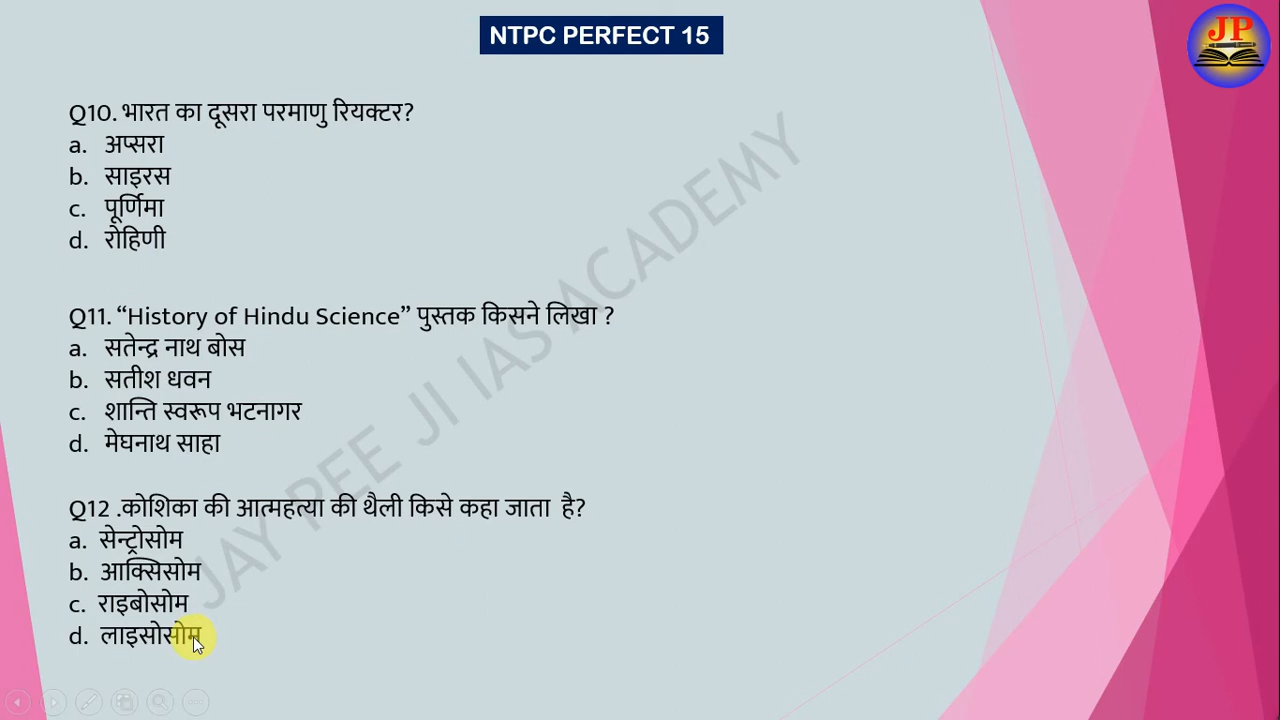 NTPC PERFECT 15
JP
Q10. भारत का दूसरा परमाणु रियक्टर?
a. अप्सरा
b. साइरस
c. पूर्णिमा
d. रोहिणी
Q11. “History of Hindu Science” पुस्तक किसने लिखा ?
a. सतेन्द्र नाथ बोस
b. सतीश धवन
c. शान्ति स्वरूप भटनागर
d. मेघनाथ साहा
Q12 .कोशिका की आत्महत्या की थैली किसे कहा जाता है?
a. सेन्ट्रोसोम
b. आक्सिसोम
c. राइबोसोम
d. लाइसोसोम
JAY PEE JI IAS ACADEMY